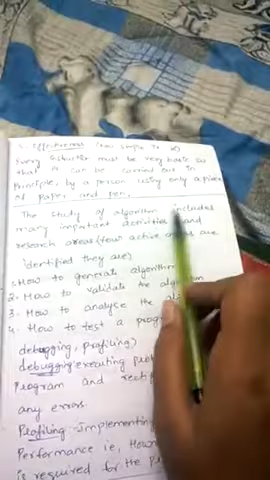 5. Effectiveness (how simple to be)
Every must be very basic so
that it can be carried out in
Principle, by a person using only a piece
of paper and pen.
The study of algorithm includes
many important activities and
research areas (four active areas are
identified they are)
1. How to generate algorithm
2- How to validate the algorithm
3. How to analyse the
4. How to test a
debugging, profiling)
debugging: executing
Program and
any errors.
Profiling - Implementing
Performance ie, How
is required for the